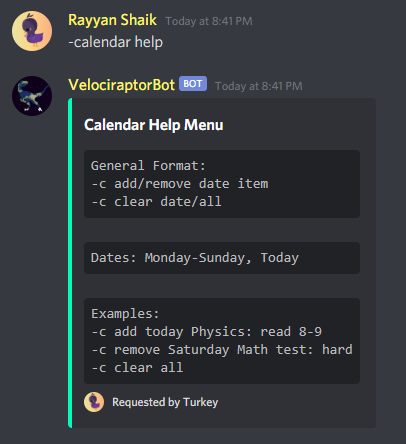 Rayyan Shaik Today at 8:41 PM
-calendar help
VelociraptorBot BOT Today at 8:41 PM
Calendar Help Menu
General Format:
-c add/remove date item
-c clear date/all
Dates: Monday-Sunday, Today
Examples:
-c add today Physics: read 8-9
-c remove Saturday Math test: hard
-c clear all
Requested by Turkey